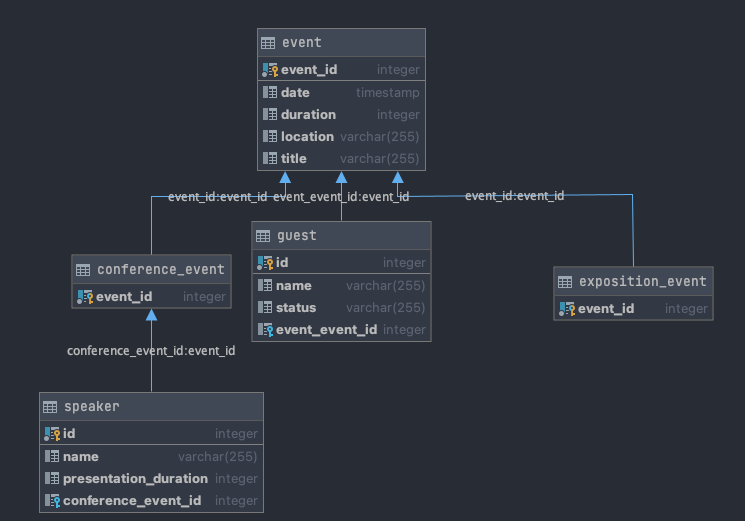 event
event_id integer
date timestamp
duration integer
location varchar(255)
title varchar(255)
event_id:event_id event_event_id:event_id event_id:event_id
guest
id integer
name varchar(255)
status varchar(255)
event_event_id integer
conference_event
event_id integer
exposition_event
event_id integer
conference_event_id:event_id
speaker
id integer
name varchar(255)
presentation_duration integer
conference_event_id integer